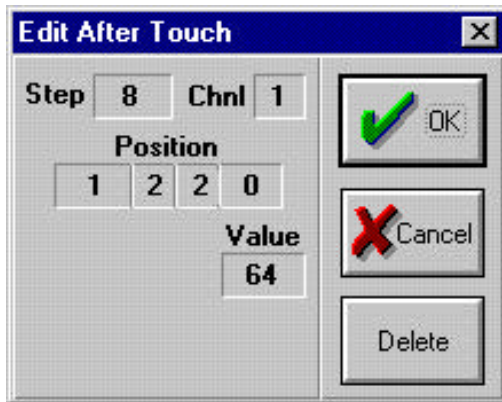 Edit After Touch
Step 8 Chnl 1
Position
1 2 2 0
Value
64
OK
Cancel
Delete